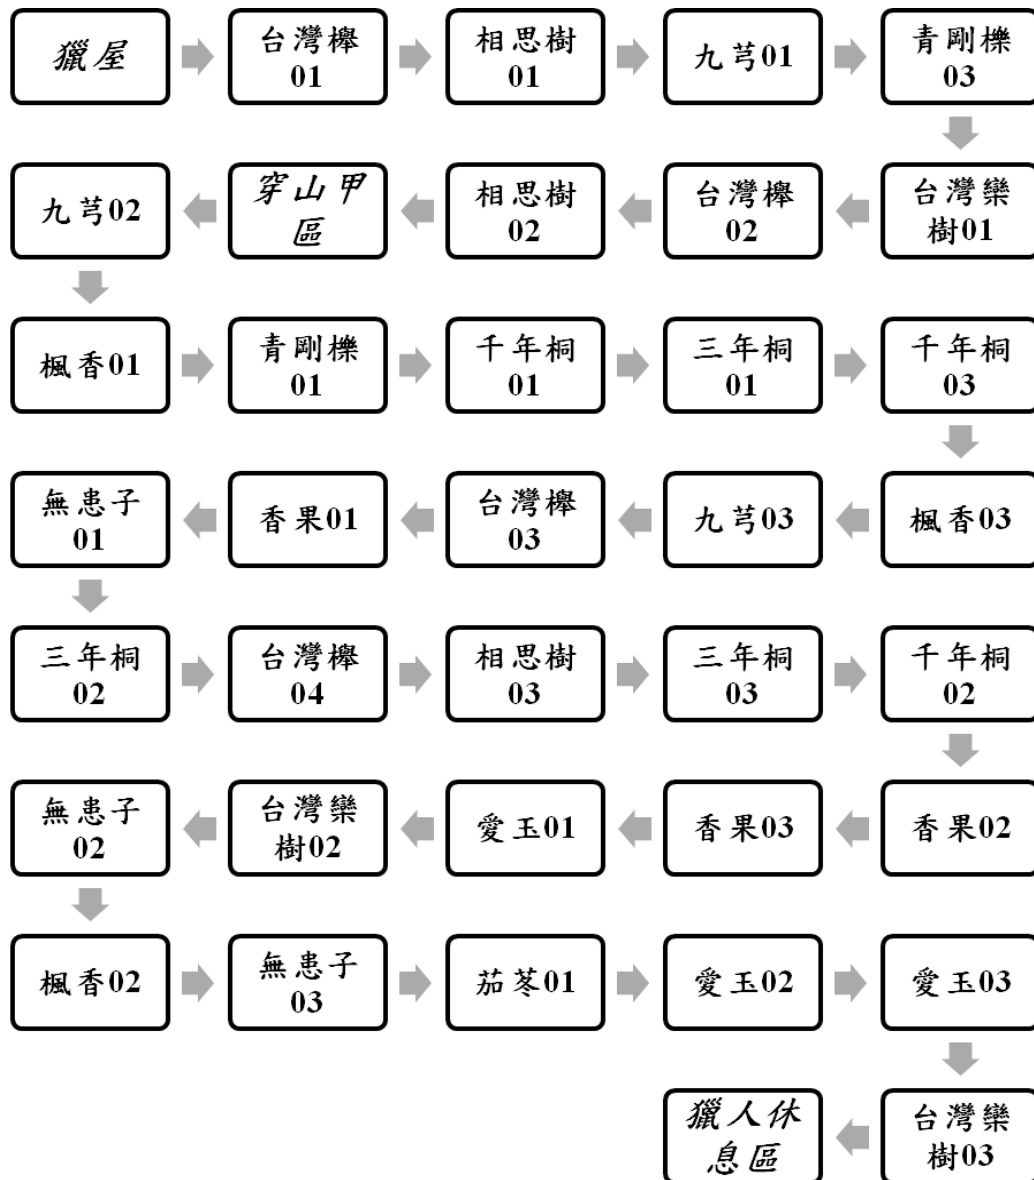 獵屋
台灣櫸
01
相思樹
01
九芎01
青剛櫟
03
台灣欒
樹01
台灣櫸
02
相思樹
02
穿山甲
區
九芎02
楓香01
青剛櫟
01
千年桐
01
三年桐
01
千年桐
03
楓香03
九芎03
台灣櫸
03
香果01
無患子
01
三年桐
02
台灣櫸
04
相思樹
03
三年桐
03
千年桐
02
香果02
香果03
愛玉01
台灣欒
樹02
無患子
02
楓香02
無患子
03
茄苳01
愛玉02
愛玉03
台灣欒
樹03
獵人休
息區